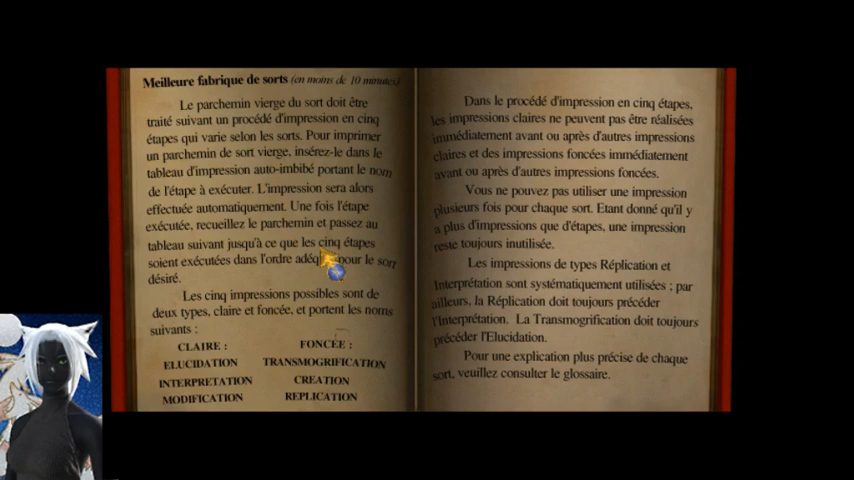 Meilleure fabrique de sorts (en moins de 10 minutes)
Le parchemin vierge du sort doit être
traité suivant un procédé d'impression en cinq
étapes qui varie selon les sorts. Pour imprimer
un parchemin de sort vierge, insérez-le dans le
tableau d'impression auto-imbibé portant le nom
de l'étape à exécuter. L'impression sera alors
effectuée automatiquement. Une fois l'étape
exécutée, recueillez le parchemin et passez au
tableau suivant jusqu'à ce que les cinq étapes
soient exécutées dans l'ordre adéq pour le sort
désiré.
Les cinq impressions possibles sont de
deux types, claire et foncée, et portent les noms
suivants :
CLAIRE : FONCÉE :
ELUCIDATION TRANSMOGRIFICATION
INTERPRETATION CREATION
MODIFICATION REPLICATION
Dans le procédé d'impression en cinq étapes,
les impressions claires ne peuvent pas être réalisées
immédiatement avant ou après d'autres impressions
claires et des impressions foncées immédiatement
avant ou après d'autres impressions foncées.
Vous ne pouvez pas utiliser une impression
plusieurs fois pour chaque sort. Etant donné qu'il y
a plus d'impressions que d'étapes, une impression
reste toujours inutilisée.
Les impressions de types Réplication et
Interprétation sont systématiquement utilisées ; par
ailleurs, la Réplication doit toujours précéder
l'Interprétation. La Transmogrification doit toujours
précéder l'Elucidation.
Pour une explication plus précise de chaque
sort, veuillez consulter le glossaire.